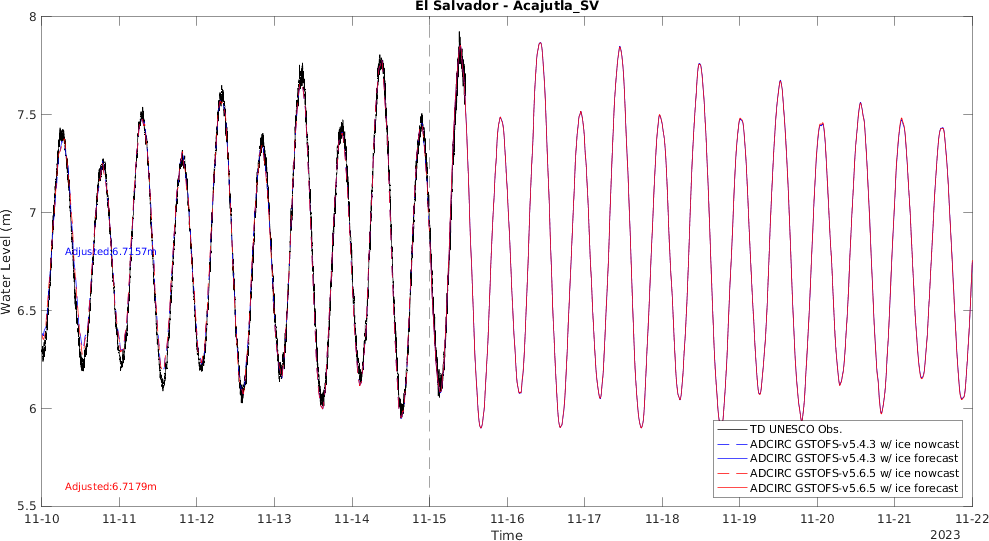 El Salvador - Acajutla_SV
8
7.5
7
6.5
6
5.5
Water Level (m)
Adjusted:6.7157m
Adjusted:6.7179m
TD UNESCO Obs.
ADCIRC GSTOFS-v5.4.3 w/ ice nowcast
ADCIRC GSTOFS-v5.4.3 w/ ice forecast
ADCIRC GSTOFS-v5.6.5 w/ ice nowcast
ADCIRC GSTOFS-v5.6.5 w/ ice forecast
11-10 11-11 11-12 11-13 11-14 11-15 11-16 11-17 11-18 11-19 11-20 11-21 11-22
Time
2023